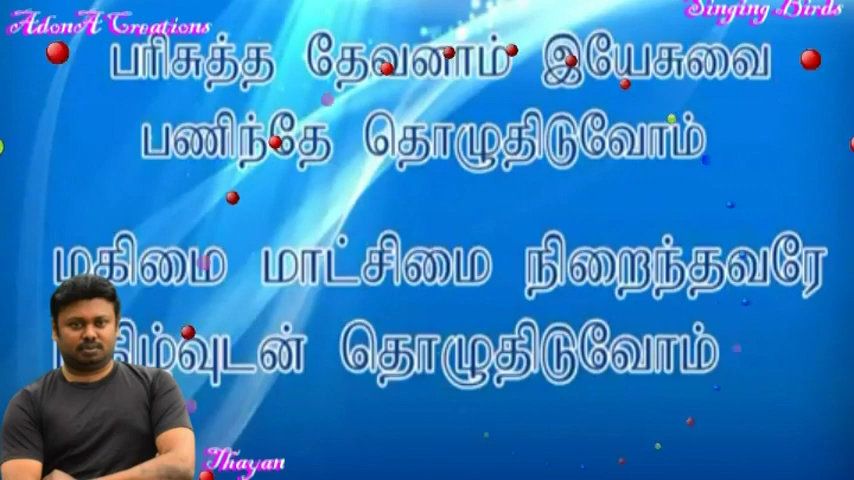 AdonA Creations
Singing Birds
பரிசுத்த தேவனாம் இயேசுவை
பணிந்தே தொழுதிடுவோம்
மகிமை மாட்சிமை நிறைந்தவரே
தொழுதிடுவோம்
Thayan